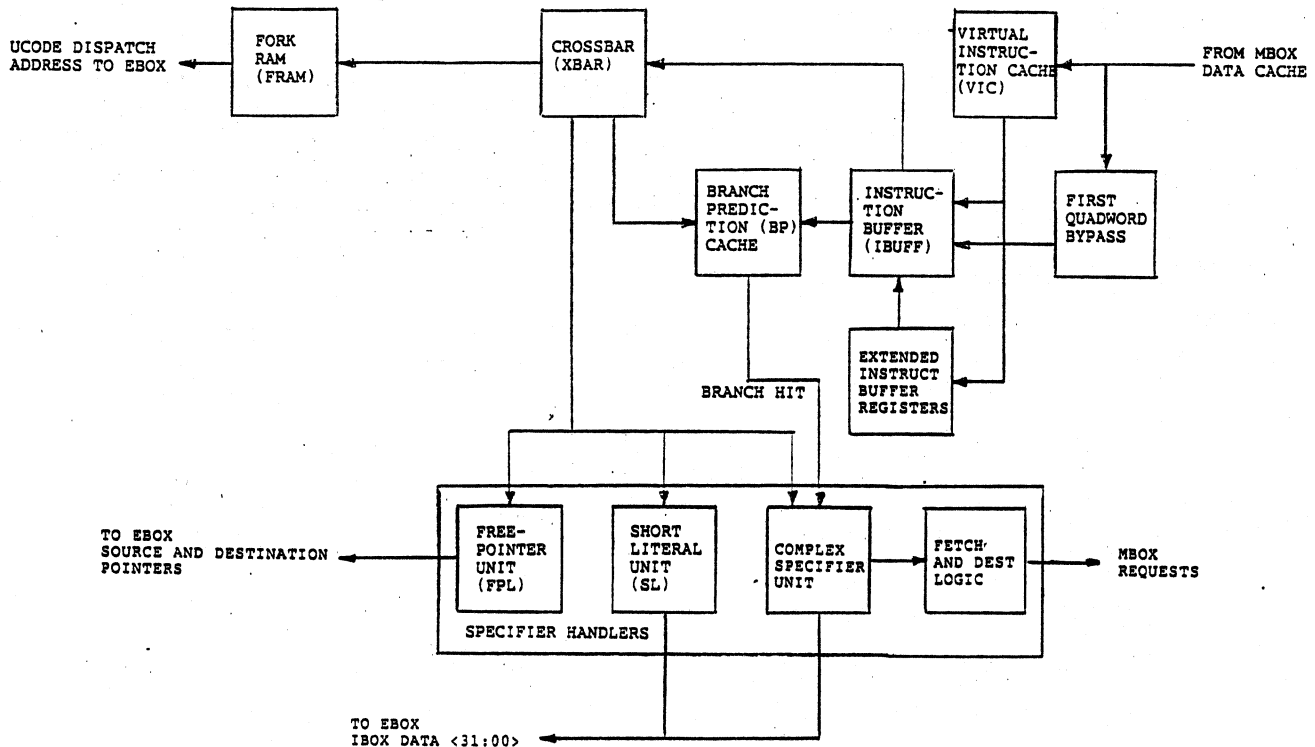 UCODE DISPATCH
ADDRESS TO EBOX
FORK
RAM
(FRAM)
CROSSBAR
(XBAR)
VIRTUAL
INSTRUC-
TION CACHE
(VIC)
FROM MBOX
DATA CACHE
BRANCH
PREDIC-
TION (BP)
CACHE
INSTRUC-
TION
BUFFER
(IBUFF)
FIRST
QUADWORD
BYPASS
EXTENDED
INSTRUCT
BUFFER
REGISTERS
BRANCH HIT
TO EBOX
SOURCE AND DESTINATION
POINTERS
FREE-
POINTER
UNIT
(FPL)
SHORT
LITERAL
UNIT
(SL)
COMPLEX
SPECIFIER
UNIT
FETCH
AND DEST
LOGIC
MBOX
REQUESTS
SPECIFIER HANDLERS
TO EBOX
IBOX DATA <31:00>